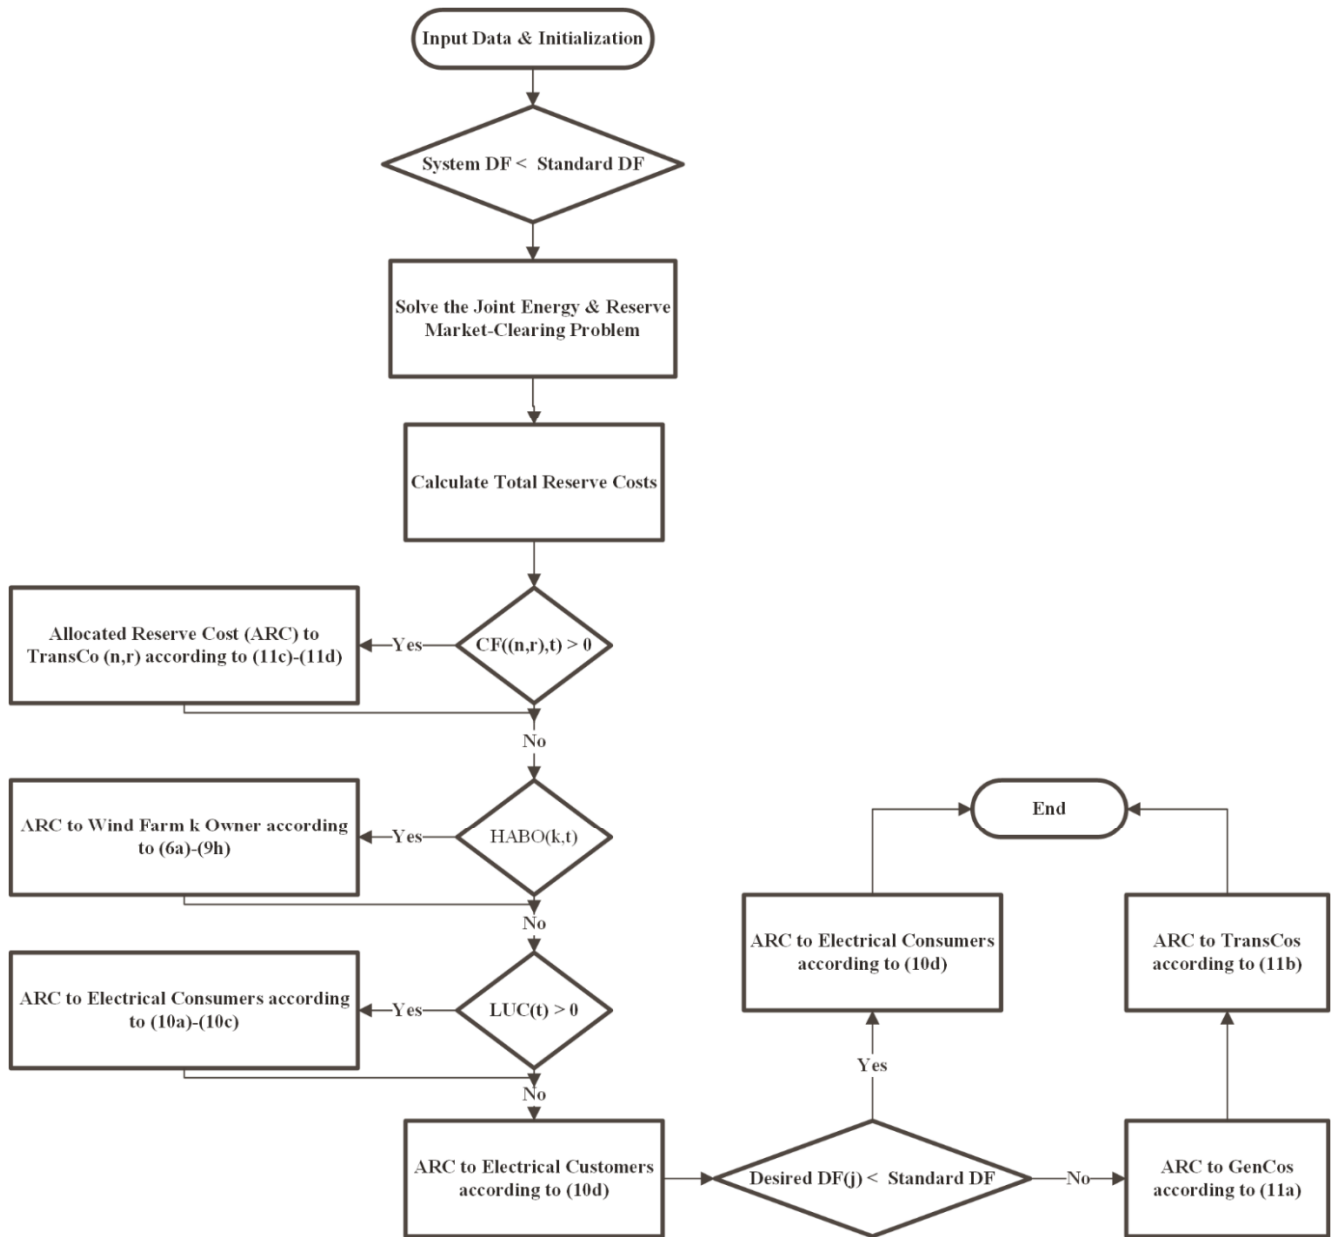 Input Data & Initialization
System DF < Standard DF
Solve the Joint Energy & Reserve
Market-Clearing Problem
Calculate Total Reserve Costs
Allocated Reserve Cost (ARC) to
TransCo (n,r) according to (11c)-(11d)
Yes
CF((n,r),t) > 0
No
ARC to Wind Farm k Owner according
to (6a)-(9h)
Yes
HABO(k,t)
No
ARC to Electrical Consumers according
to (10a)-(10c)
Yes
LUC(t) > 0
No
ARC to Electrical Customers
according to (10d)
Desired DF(j) < Standard DF
Yes
ARC to Electrical Consumers
according to (10d)
No
ARC to GenCos
according to (11a)
ARC to TransCos
according to (11b)
End